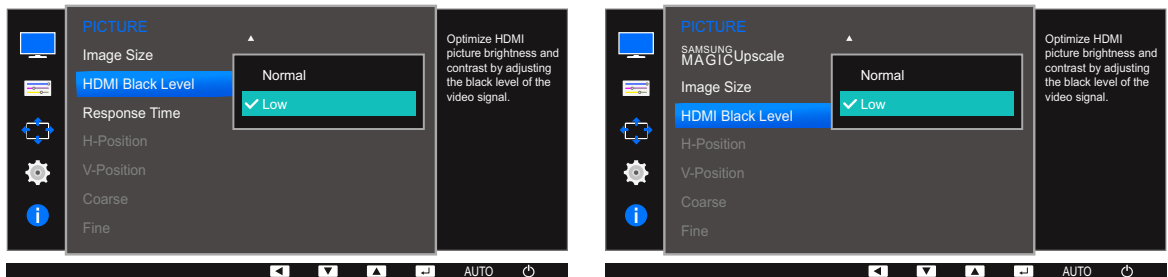 PICTURE
Image Size
HDMI Black Level
Response Time
H-Position
V-Position
Coarse
Fine
Normal
Low
Optimize HDMI
picture brightness and
contrast by adjusting
the black level of the
video signal.
AUTO
PICTURE
SAMSUNG
MAGIC Upscale
Image Size
HDMI Black Level
H-Position
V-Position
Coarse
Fine
Normal
Low
Optimize HDMI
picture brightness and
contrast by adjusting
the black level of the
video signal.
AUTO